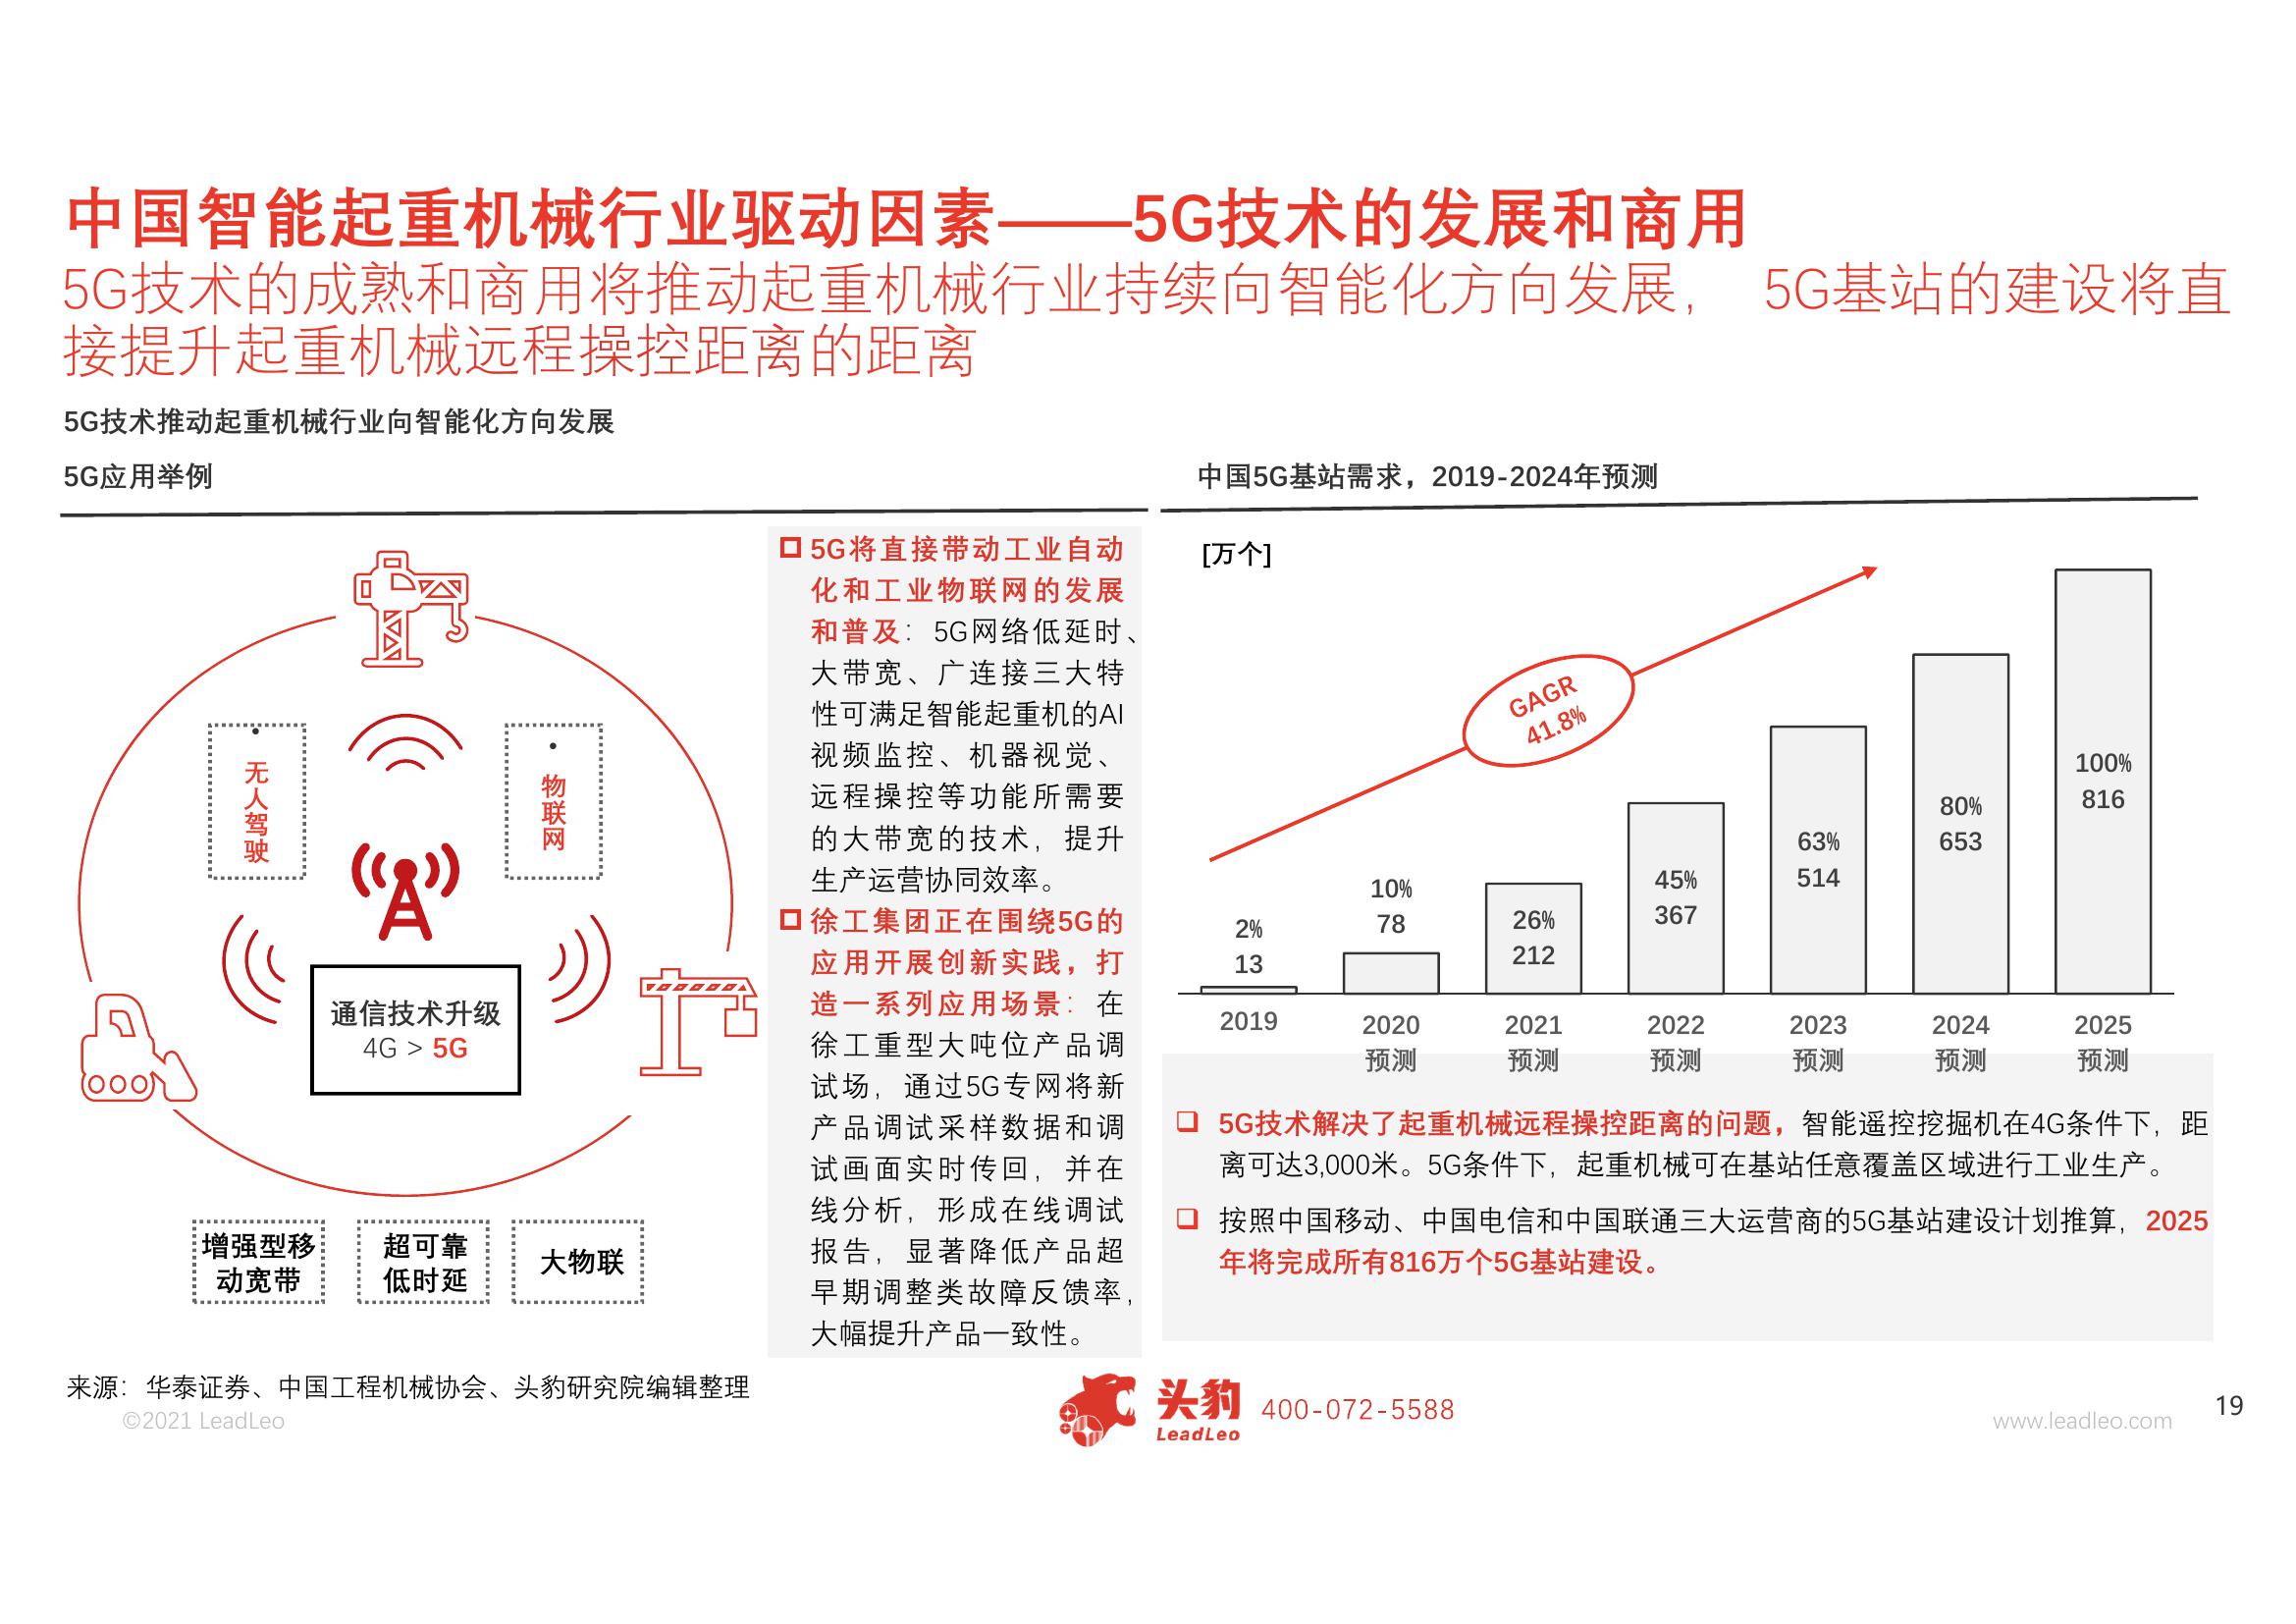 中国智能起重机械行业驱动因素——5G技术的发展和商用
5G技术的成熟和商用将推动起重机械行业持续向智能化方向发展， 5G基站的建设将直
接提升起重机械远程操控距离的距离
5G技术推动起重机械行业向智能化方向发展
5G应用举例
无
人
驾
驶
物
联
网
通信技术升级
4G > 5G
增强型移
动宽带
超可靠
低时延
大物联
5G将直接带动工业自动
化和工业物联网的发展
和普及：5G网络低延时、
大带宽、广连接三大特
性可满足智能起重机的AI
视频监控、机器视觉、
远程操控等功能所需要
的大带宽的技术，提升
生产运营协同效率。
徐工集团正在围绕5G的
应用开展创新实践，打
造一系列应用场景：在
徐工重型大吨位产品调
试场，通过5G专网将新
产品调试采样数据和调
试画面实时传回，并在
线分析，形成在线调试
报告，显著降低产品超
早期调整类故障反馈率，
大幅提升产品一致性。
中国5G基站需求，2019-2024年预测
[万个]
GAGR
41.8%
2%
13
10%
78
26%
212
45%
367
63%
514
80%
653
100%
816
2019
2020
预测
2021
预测
2022
预测
2023
预测
2024
预测
2025
预测
5G技术解决了起重机械远程操控距离的问题，智能遥控挖掘机在4G条件下，距
离可达3,000米。5G条件下，起重机械可在基站任意覆盖区域进行工业生产。
按照中国移动、中国电信和中国联通三大运营商的5G基站建设计划推算，2025
年将完成所有816万个5G基站建设。
来源：华泰证券、中国工程机械协会、头豹研究院编辑整理
©2021 LeadLeo
头豹
LeadLeo
400-072-5588
www.leadleo.com
19